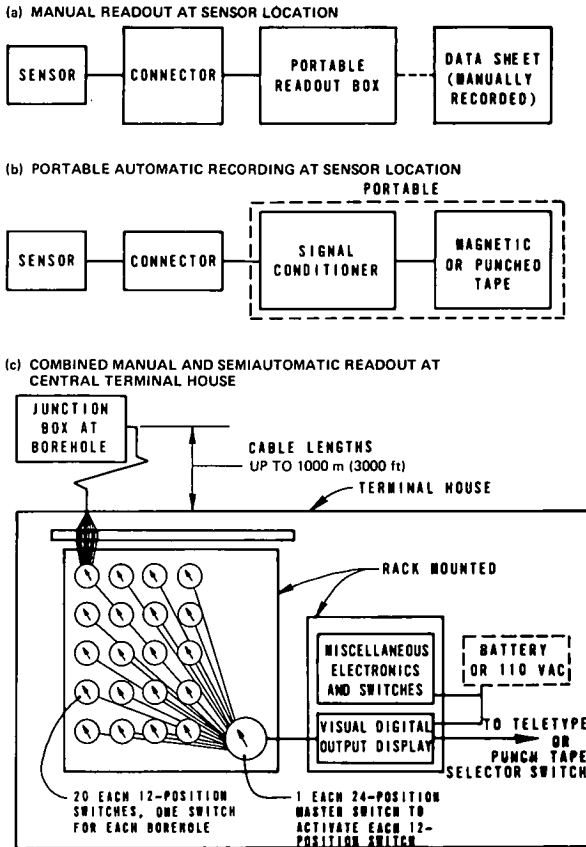 (a) MANUAL READOUT AT SENSOR LOCATION
SENSOR
CONNECTOR
PORTABLE
READOUT BOX
DATA SHEET
(MANUALLY
RECORDED)
(b) PORTABLE AUTOMATIC RECORDING AT SENSOR LOCATION
PORTABLE
SENSOR
CONNECTOR
SIGNAL
CONDITIONER
MAGNETIC
OR PUNCHED
TAPE
(c) COMBINED MANUAL AND SEMIAUTOMATIC READOUT AT
CENTRAL TERMINAL HOUSE
JUNCTION
BOX AT
BOREHOLE
CABLE LENGTHS
UP TO 1000 m (3000 ft)
TERMINAL HOUSE
RACK MOUNTED
MISCELLANEOUS
ELECTRONICS
AND SWITCHES
BATTERY
OR 110 VAC
VISUAL DIGITAL
OUTPUT DISPLAY
TO TELETYPE
OR
PUNCH TAPE
SELECTOR SWITCH
20 EACH 12-POSITION
SWITCHES, ONE SWITCH
FOR EACH BOREHOLE
1 EACH 24-POSITION
MASTER SWITCH TO
ACTIVATE EACH 12-
POSITION SWITCH